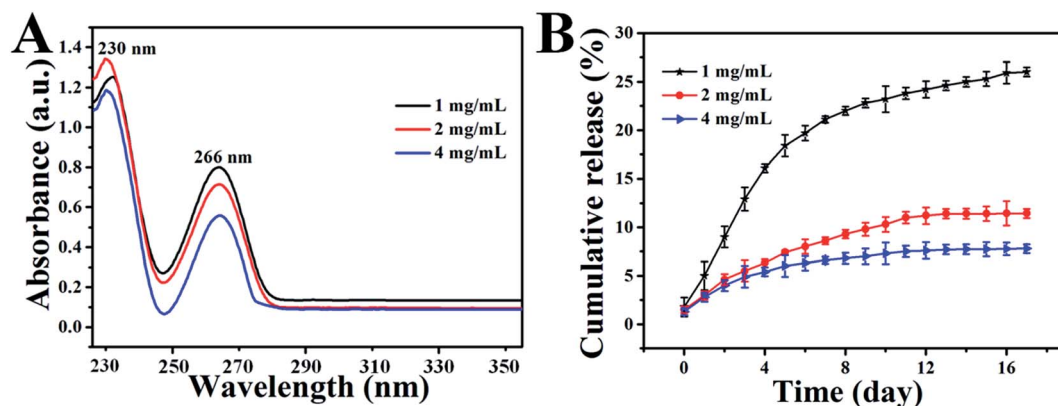 A
Absorbance (a.u.)
1.4
1.2
1.0
0.8
0.6
0.4
0.2
0.0
230 nm
266 nm
1 mg/mL
2 mg/mL
4 mg/mL
230 250 270 290 310 330 350
Wavelength (nm)
B
Cumulative release (%)
30
25
20
15
10
5
0
1 mg/mL
2 mg/mL
4 mg/mL
0 4 8 12 16
Time (day)